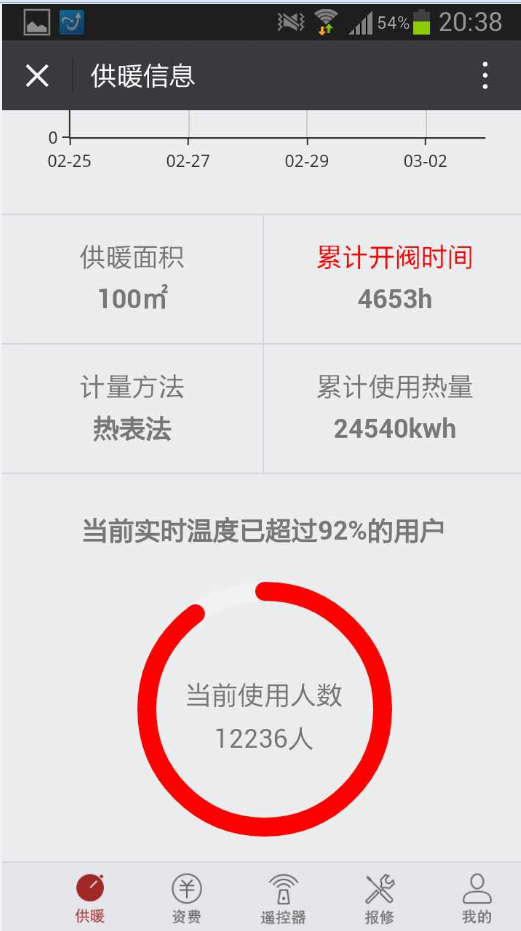 54% 20:38
供暖信息
0
02-25 02-27 02-29 03-02
供暖面积 累计开阀时间
100㎡ 4653h
计量方法 累计使用热量
热表法 24540kwh
当前实时温度已超过92%的用户
当前使用人数
12236人
供暖 资费 遥控器 报修 我的